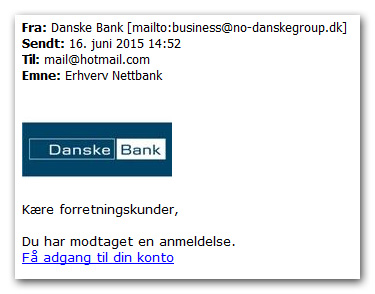 Fra: Danske Bank [mailto:business@no-danskegroup.dk]
Sendt: 16. juni 2015 14:52
Til: mail@hotmail.com
Emne: Erhverv Nettbank
Danske Bank
Kære forretningskunder,
Du har modtaget en anmeldelse.
Få adgang til din konto